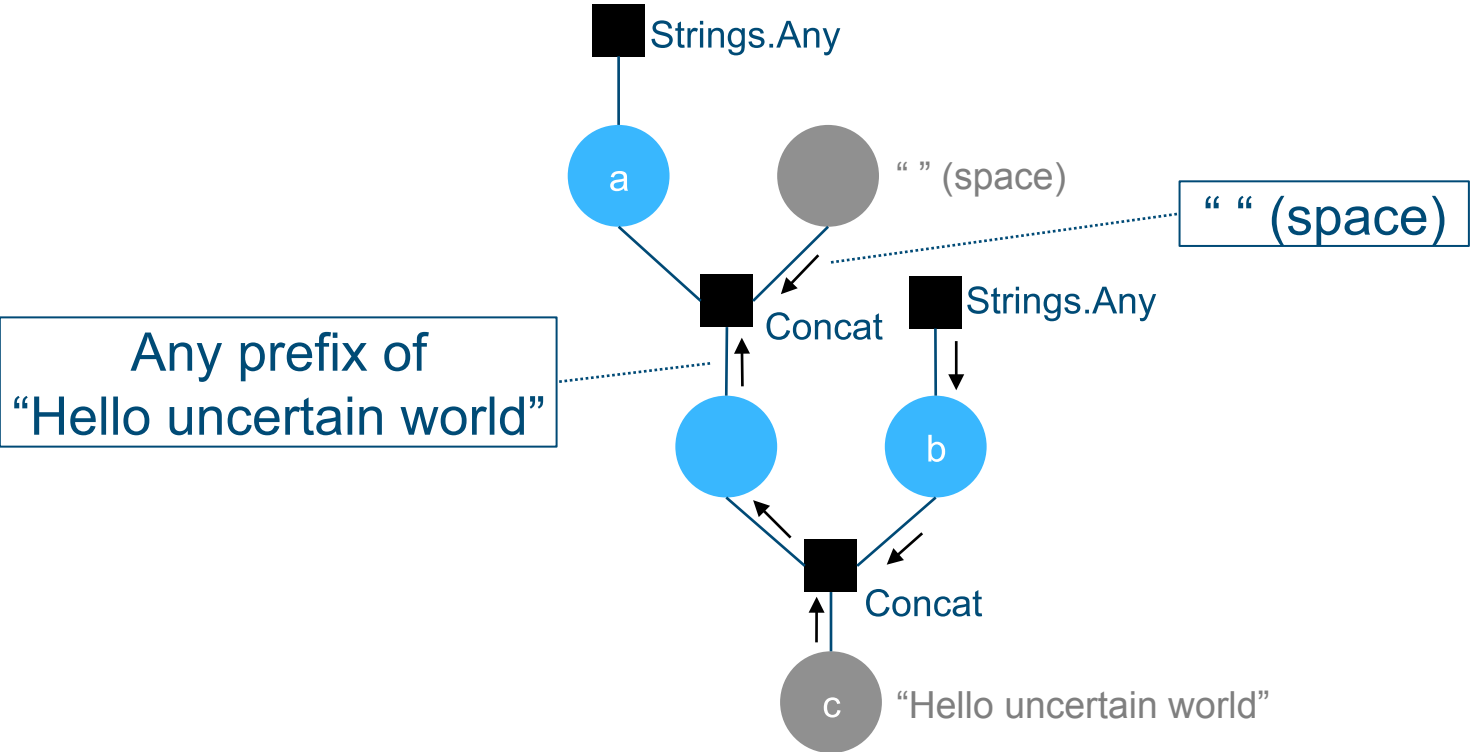 Strings.Any
a
“ ” (space)
“ “ (space)
Strings.Any
Concat
Any prefix of
“Hello uncertain world”
b
Concat
c
“Hello uncertain world”